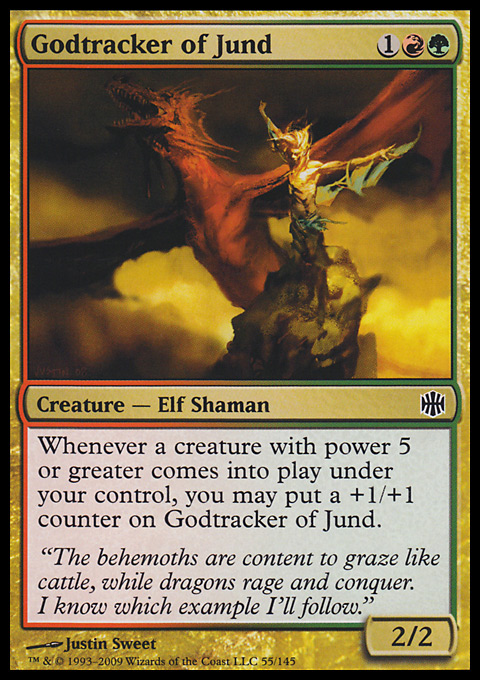 Godtracker of Jund 1
Creature — Elf Shaman
Whenever a creature with power 5
or greater comes into play under
your control, you may put a +1/+1
counter on Godtracker of Jund.
“The behemoths are content to graze like
cattle, while dragons rage and conquer.
I know which example I'll follow.”
2/2
Justin Sweet
™ & © 1993–2009 Wizards of the Coast LLC 55/145